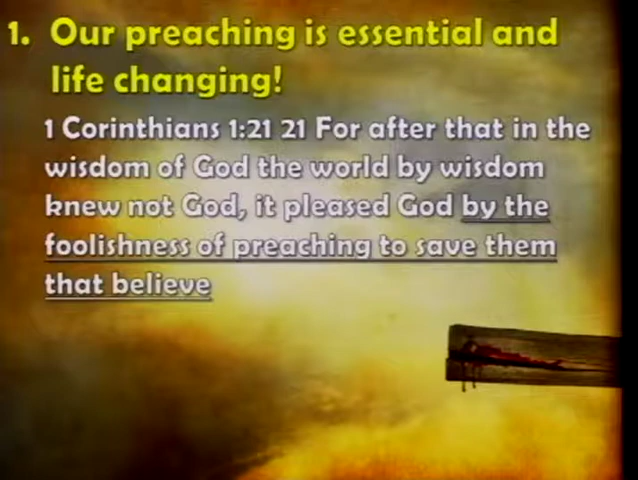 1. Our preaching is essential and
life changing!
1 Corinthians 1:21 21 For after that in the
wisdom of God the world by wisdom
knew not God, it pleased God by the
foolishness of preaching to save them
that believe